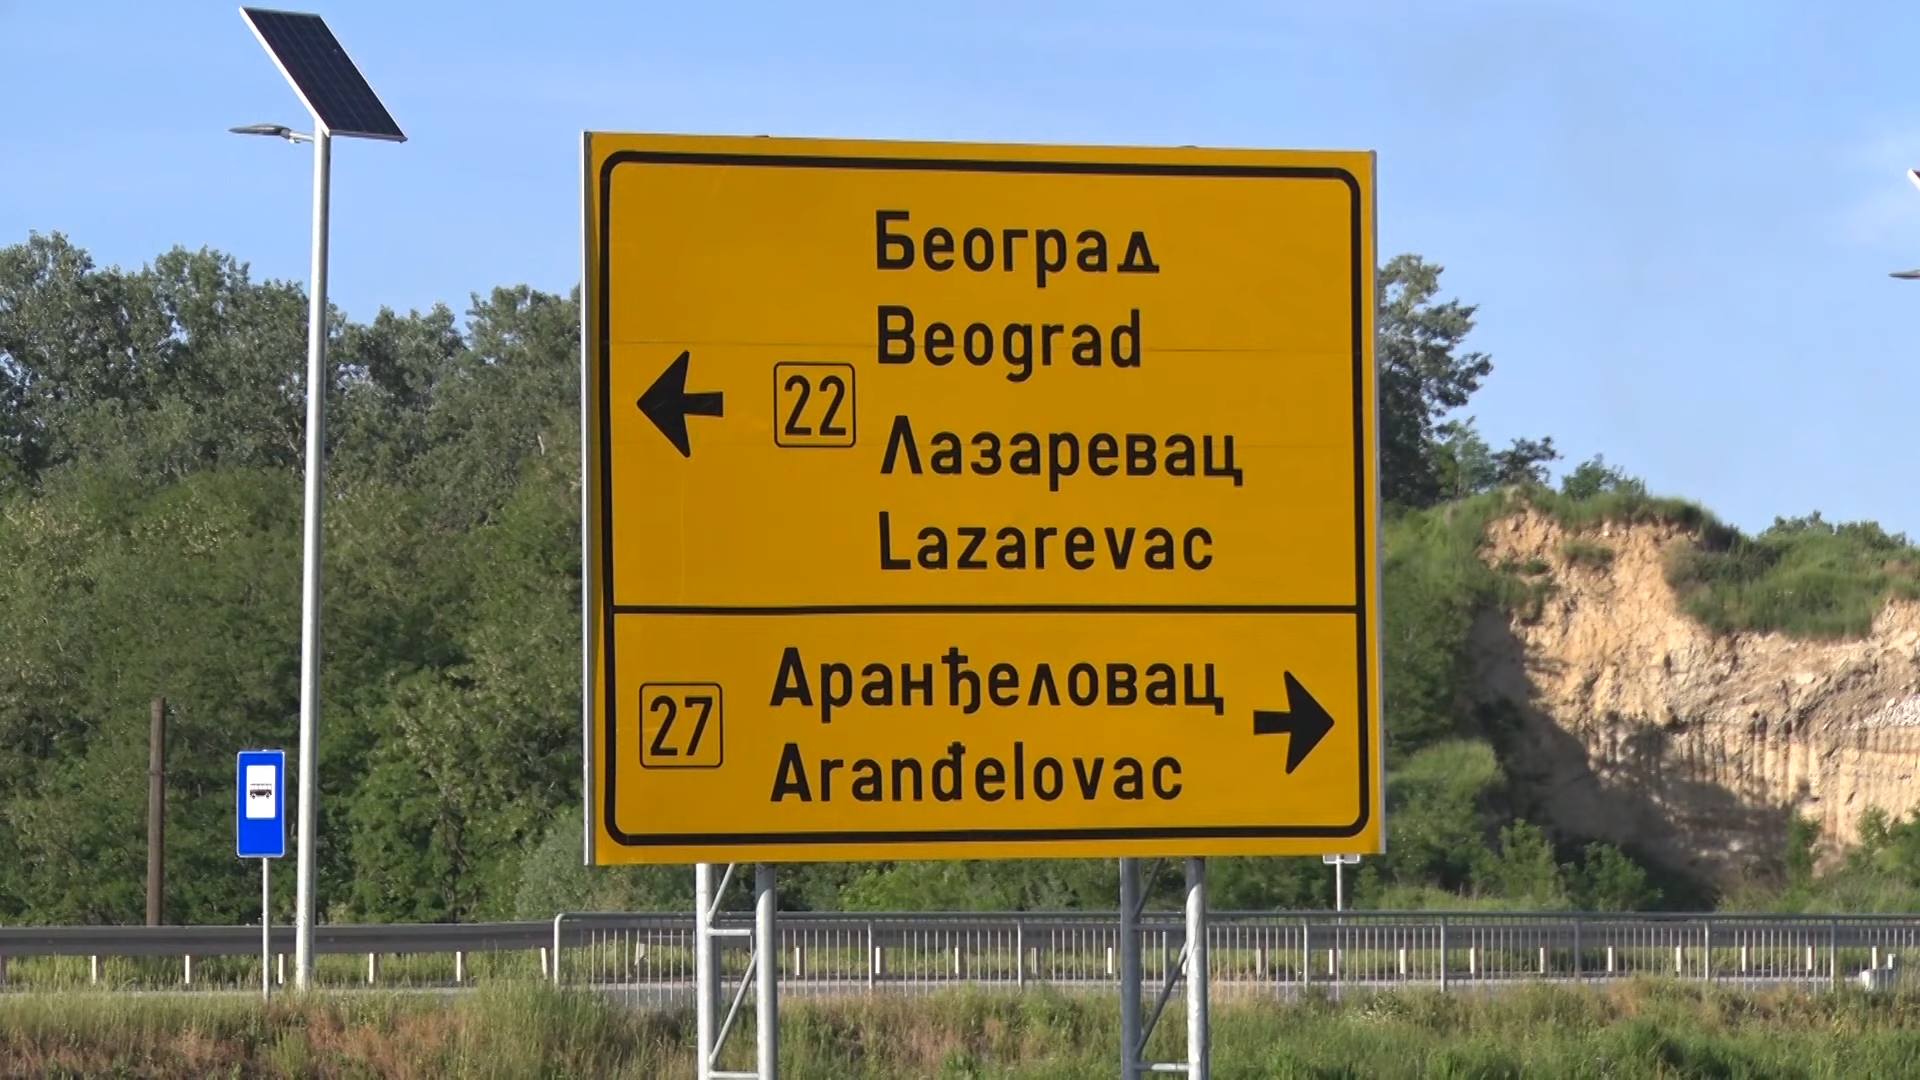 Београд
Beograd
22
Лазаревац
Lazarevac
27
Аранђеловац
Aranđelovac